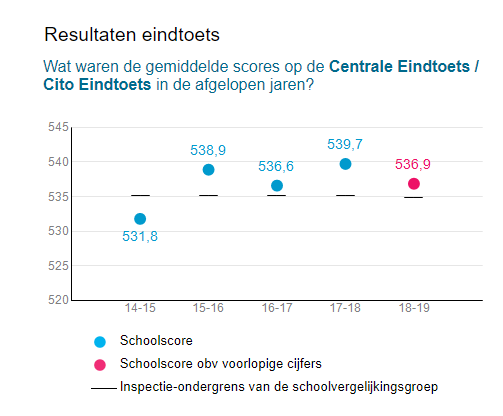 Resultaten eindtoets
Wat waren de gemiddelde scores op de Centrale Eindtoets /
Cito Eindtoets in de afgelopen jaren?
545
539,7
538,9
540
536,6
536,9
535
530
531,8
525
520
14-15 15-16 16-17 17-18 18-19
Schoolscore
Schoolscore obv voorlopige cijfers
Inspectie-ondergrens van de schoolvergelijkingsgroep